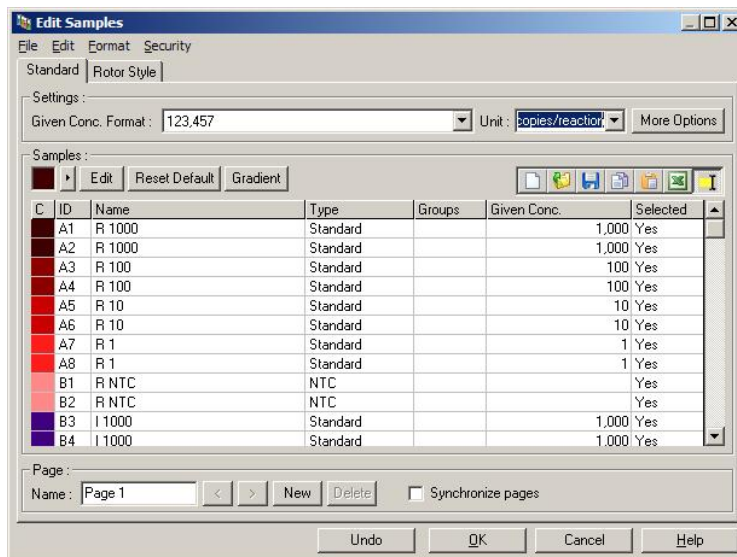 Edit Samples
File Edit Format Security
Standard Rotor Style
Settings :
Given Conc. Format : 123,457 Unit : copies/reaction More Options
Samples :
Edit Reset Default Gradient
C ID Name Type Groups Given Conc. Selected
A1 R 1000 Standard 1,000 Yes
A2 R 1000 Standard 1,000 Yes
A3 R 100 Standard 100 Yes
A4 R 100 Standard 100 Yes
A5 R 10 Standard 10 Yes
A6 R 10 Standard 10 Yes
A7 R 1 Standard 1 Yes
A8 R 1 Standard 1 Yes
B1 R NTC NTC Yes
B2 R NTC NTC Yes
B3 I 1000 Standard 1,000 Yes
B4 I 1000 Standard 1,000 Yes
Page :
Name : Page 1 < > New Delete Synchronize pages
Undo OK Cancel Help